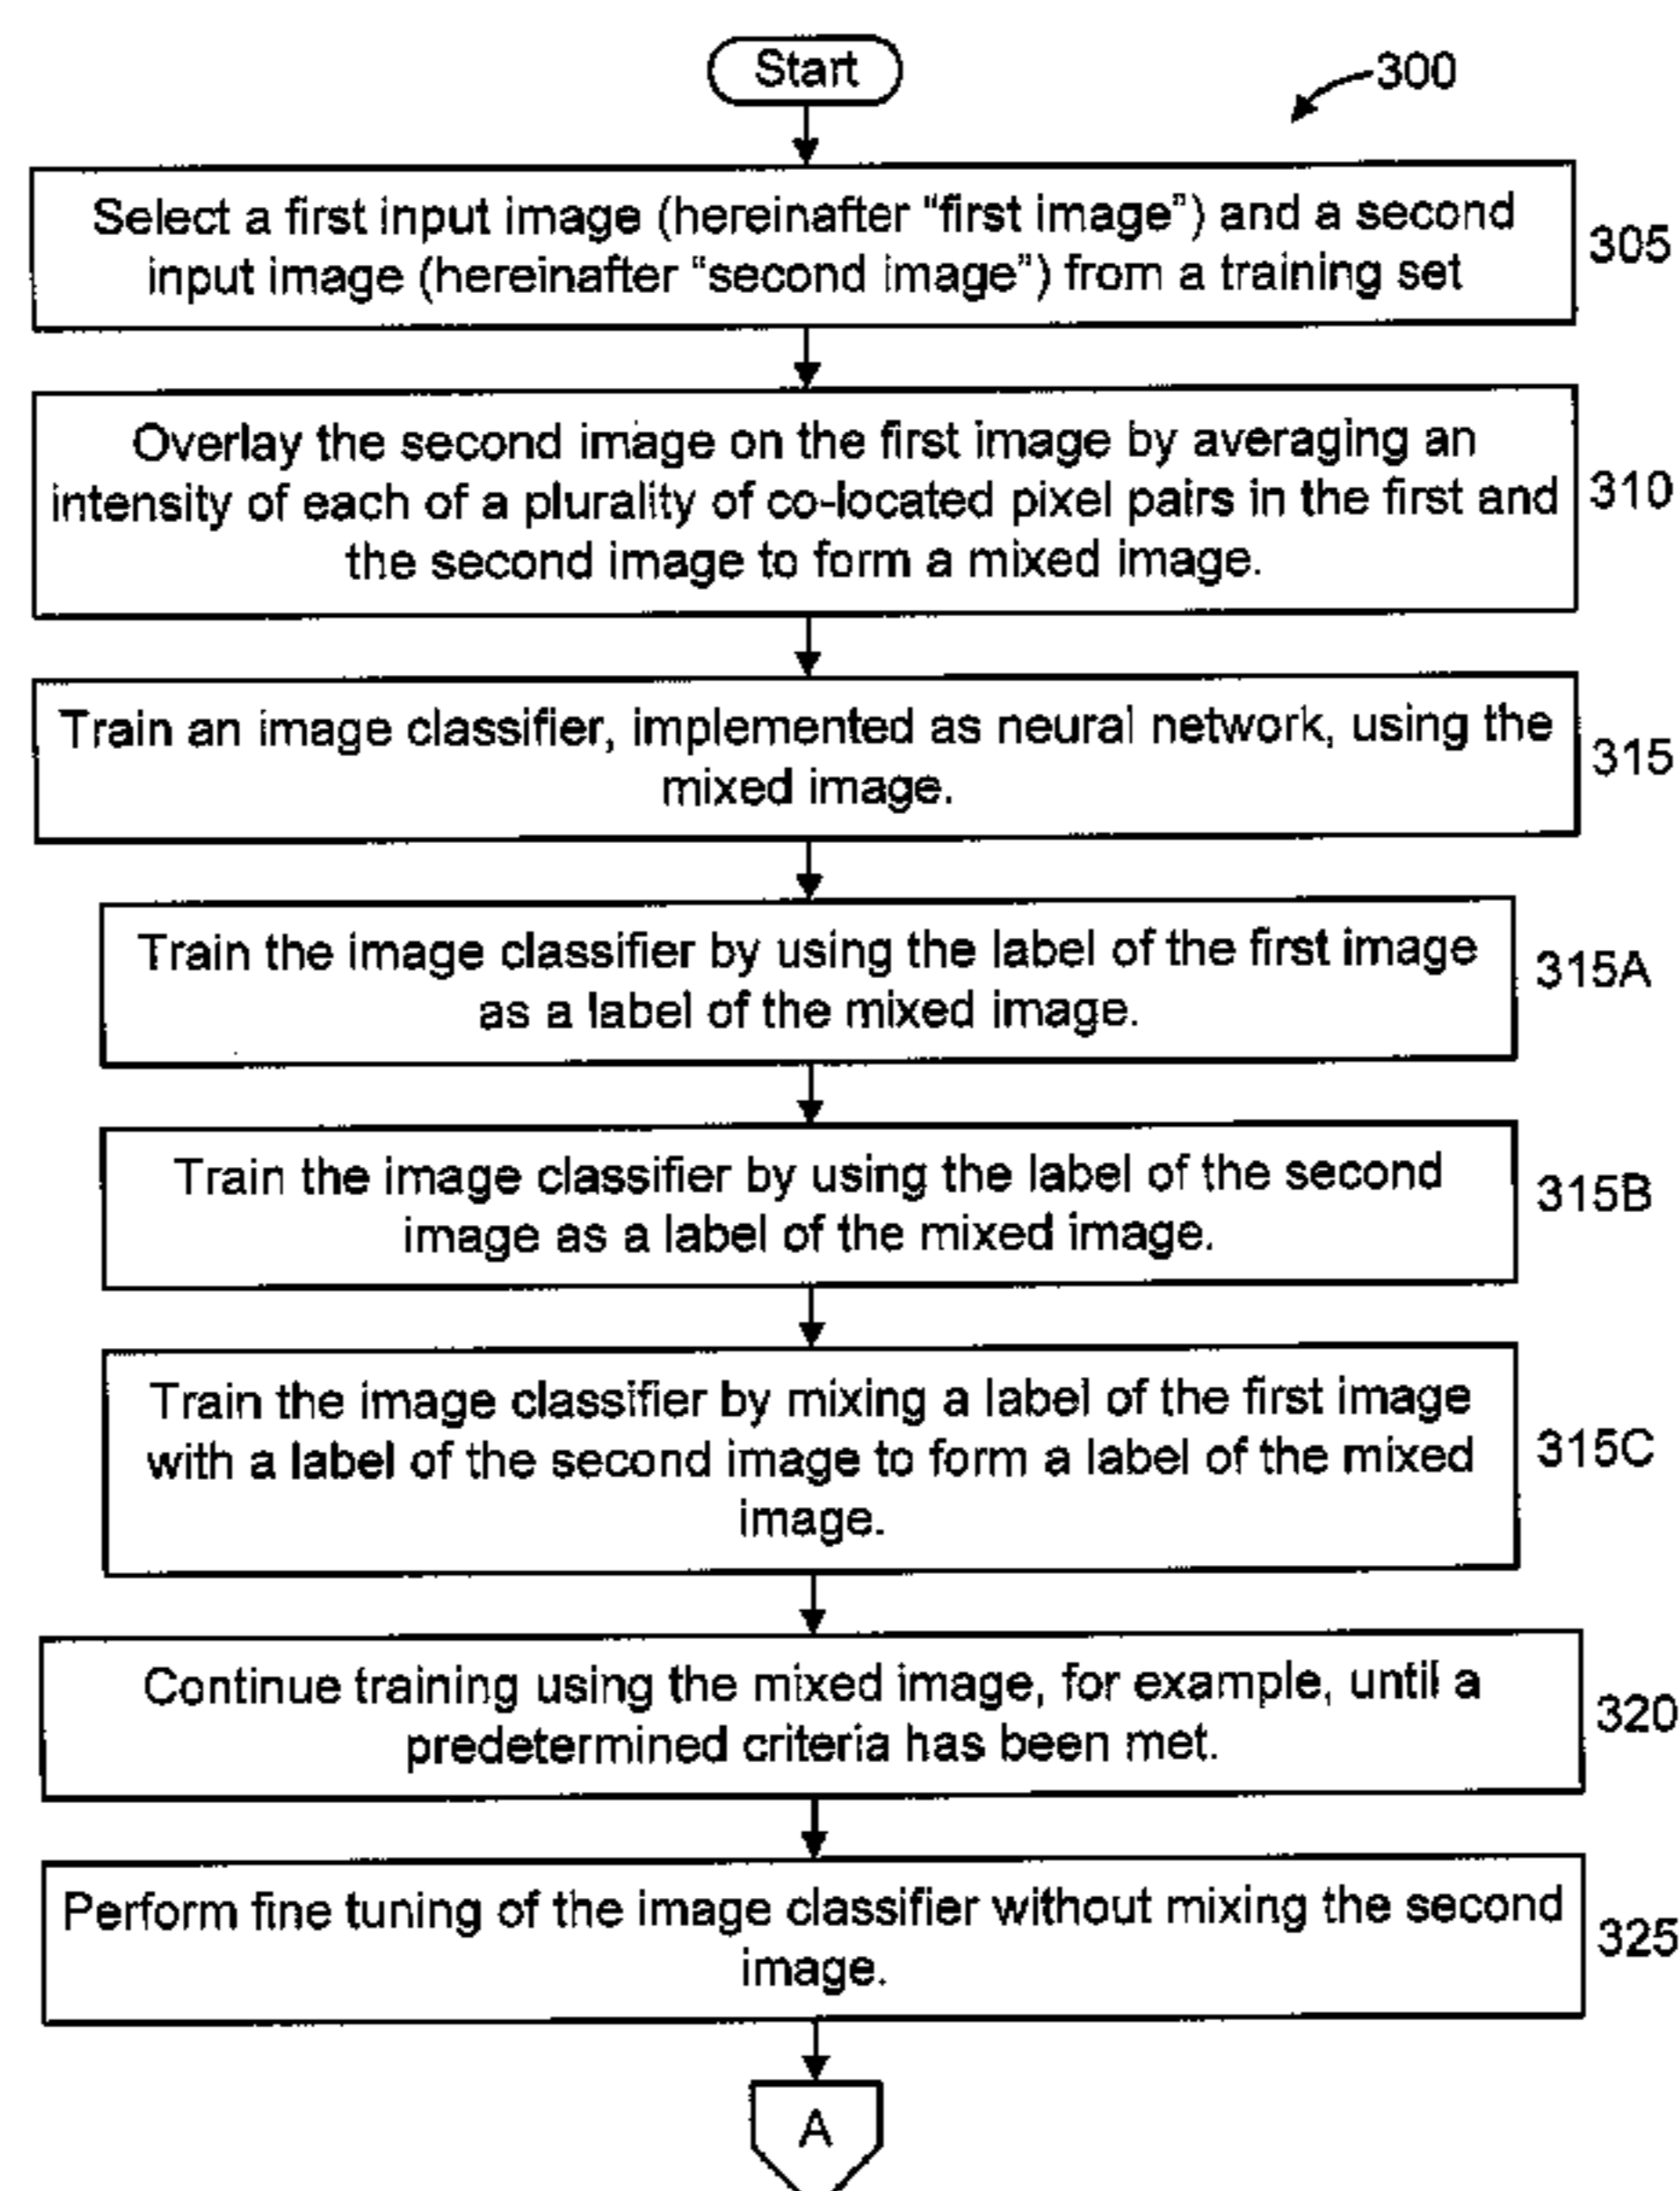 Start
300
Select a first input image (hereinafter "first image") and a second
input image (hereinafter "second image") from a training set
305
Overlay the second image on the first image by averaging an
intensity of each of a plurality of co-located pixel pairs in the first and
the second image to form a mixed image.
310
Train an image classifier, implemented as neural network, using the
mixed image.
315
Train the image classifier by using the label of the first image
as a label of the mixed image.
315A
Train the image classifier by using the label of the second
image as a label of the mixed image.
315B
Train the image classifier by mixing a label of the first image
with a label of the second image to form a label of the mixed
image.
315C
Continue training using the mixed image, for example, until a
predetermined criteria has been met.
320
Perform fine tuning of the image classifier without mixing the second
image.
325
A